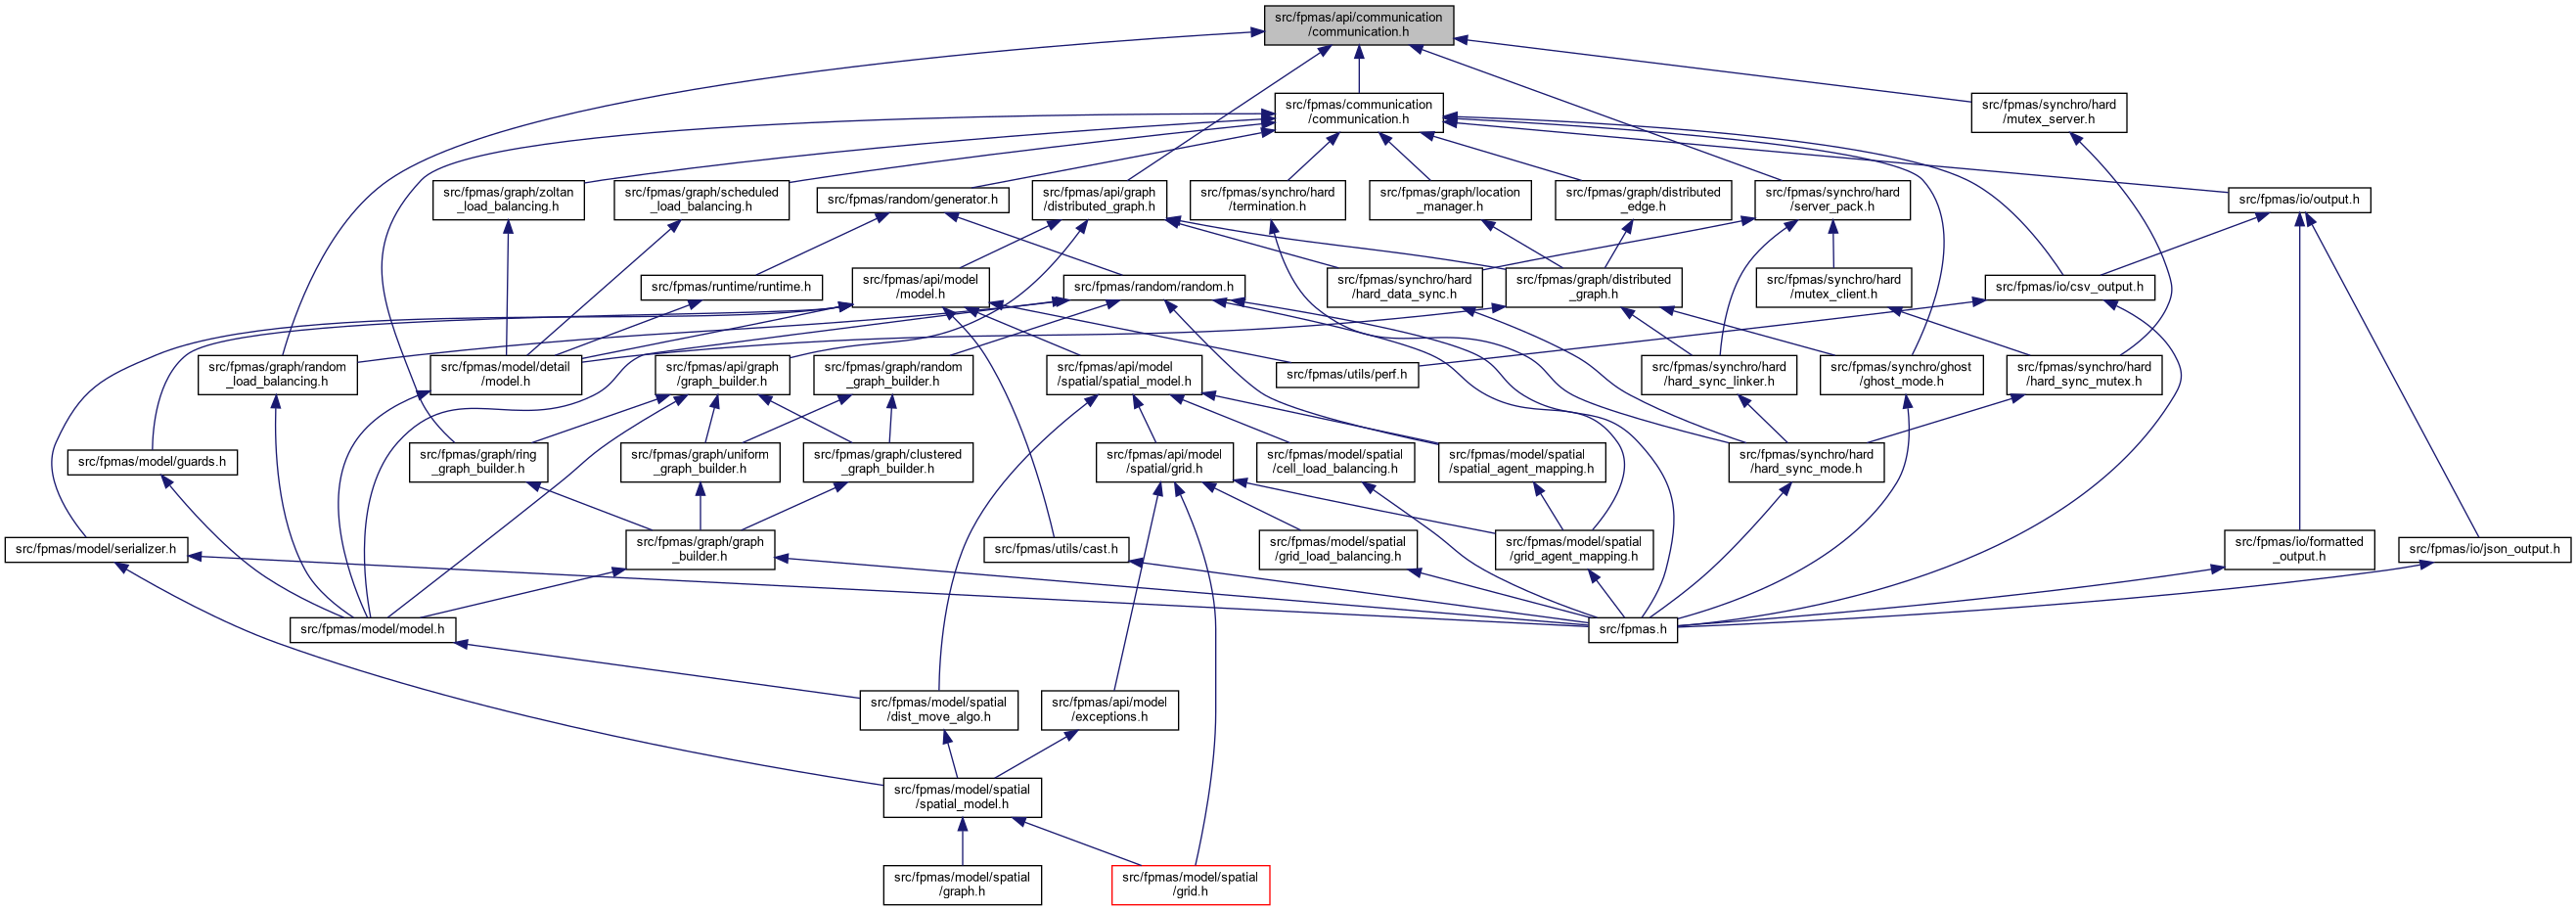 src/fpmas/api/communication
/communication.h
src/fpmas/communication
/communication.h
src/fpmas/synchro/hard
/mutex_server.h
src/fpmas/graph/zoltan
_load_balancing.h
src/fpmas/graph/scheduled
_load_balancing.h
src/fpmas/random/generator.h
src/fpmas/api/graph
/distributed_graph.h
src/fpmas/synchro/hard
/termination.h
src/fpmas/graph/location
_manager.h
src/fpmas/graph/distributed
_edge.h
src/fpmas/synchro/hard
/server_pack.h
src/fpmas/io/output.h
src/fpmas/runtime/runtime.h
src/fpmas/api/model
/model.h
src/fpmas/random/random.h
src/fpmas/synchro/hard
/hard_data_sync.h
src/fpmas/graph/distributed
_graph.h
src/fpmas/synchro/hard
/mutex_client.h
src/fpmas/io/csv_output.h
src/fpmas/graph/random
_load_balancing.h
src/fpmas/model/detail
/model.h
src/fpmas/api/graph
/graph_builder.h
src/fpmas/graph/random
_graph_builder.h
src/fpmas/api/model
/spatial/spatial_model.h
src/fpmas/utils/perf.h
src/fpmas/synchro/hard
/hard_sync_linker.h
src/fpmas/synchro/ghost
/ghost_mode.h
src/fpmas/synchro/hard
/hard_sync_mutex.h
src/fpmas/model/guards.h
src/fpmas/graph/ring
_graph_builder.h
src/fpmas/graph/uniform
_graph_builder.h
src/fpmas/graph/clustered
_graph_builder.h
src/fpmas/api/model
/spatial/grid.h
src/fpmas/model/spatial
/cell_load_balancing.h
src/fpmas/model/spatial
/spatial_agent_mapping.h
src/fpmas/synchro/hard
/hard_sync_mode.h
src/fpmas/model/serializer.h
src/fpmas/graph/graph
_builder.h
src/fpmas/utils/cast.h
src/fpmas/model/spatial
/grid_load_balancing.h
src/fpmas/model/spatial
/grid_agent_mapping.h
src/fpmas/io/formatted
_output.h
src/fpmas/io/json_output.h
src/fpmas/model/model.h
src/fpmas.h
src/fpmas/model/spatial
/dist_move_algo.h
src/fpmas/api/model
/exceptions.h
src/fpmas/model/spatial
/spatial_model.h
src/fpmas/model/spatial
/graph.h
src/fpmas/model/spatial
/grid.h